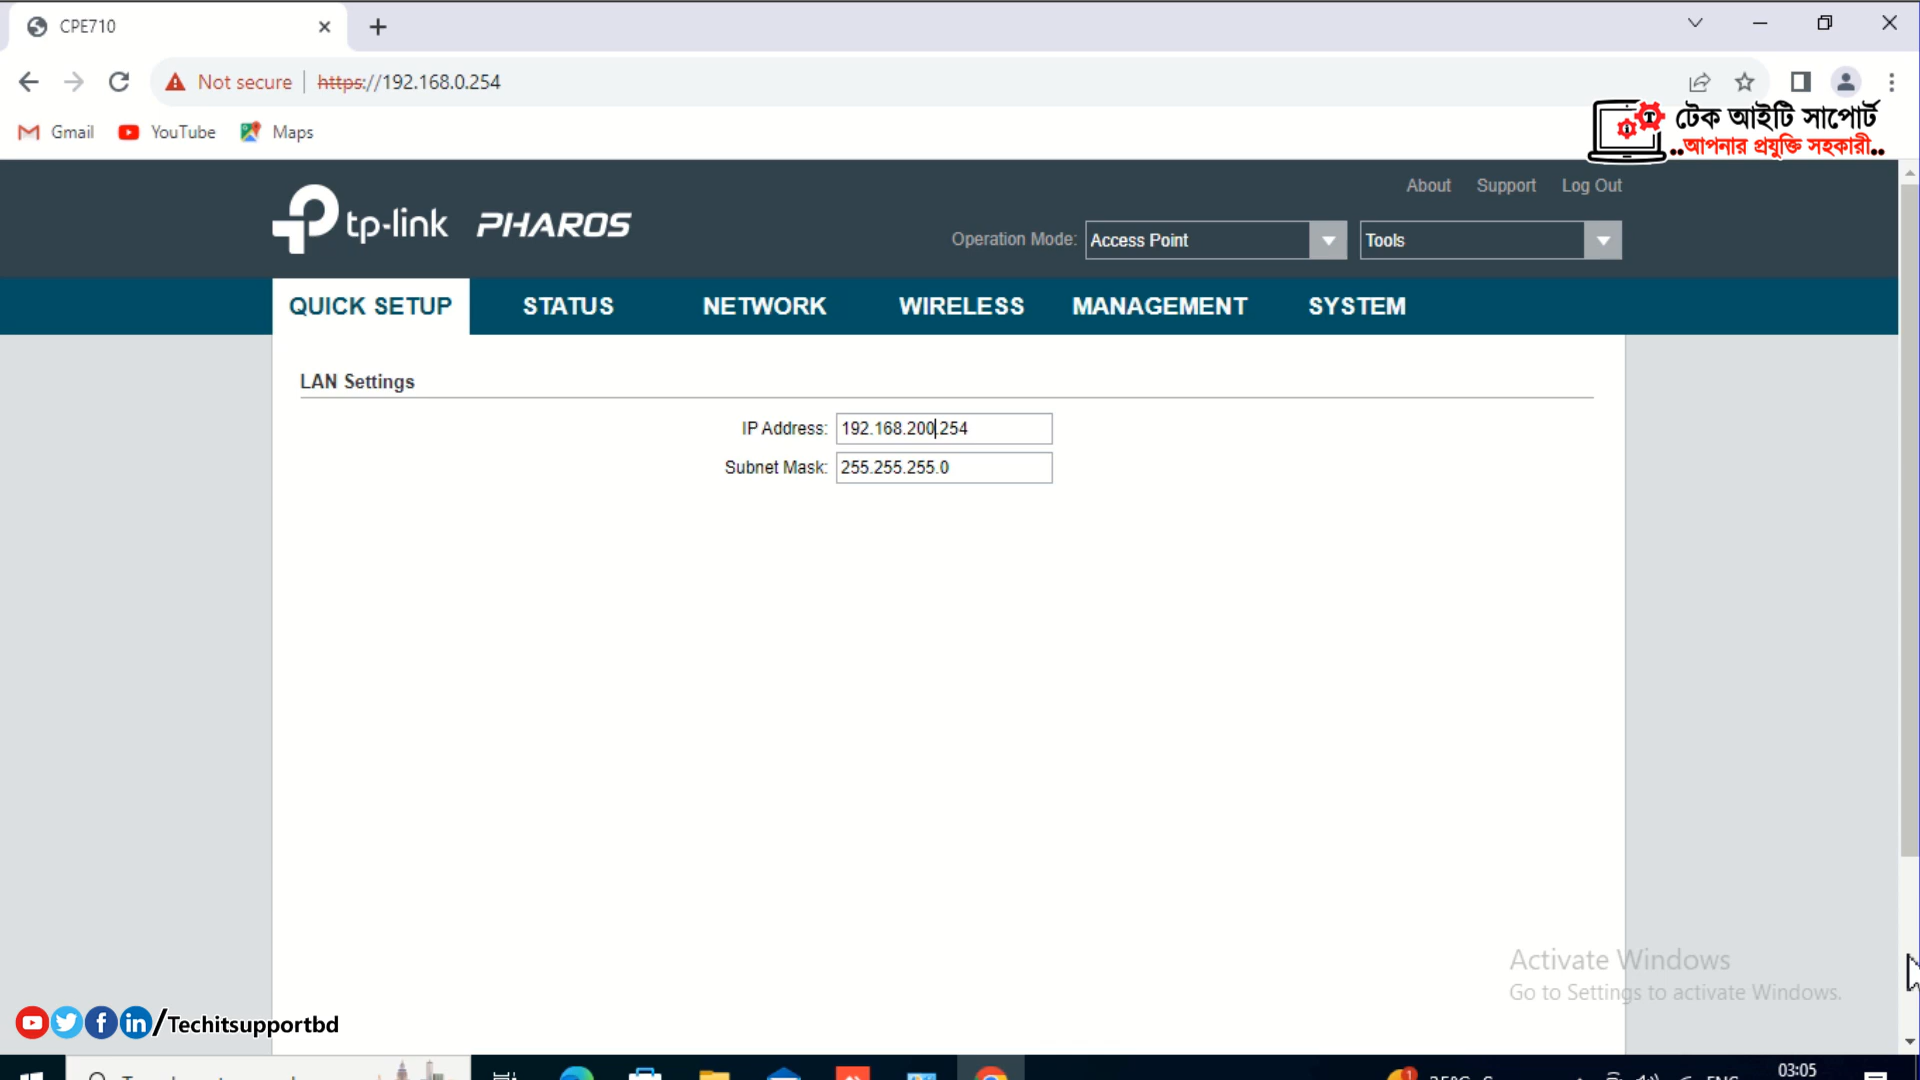 CPE710
Not secure https://192.168.0.254
Gmail YouTube Maps
টেক আইটি সাপোর্ট
..আপনার প্রযুক্তি সহকারী..
About Support Log Out
tp-link PHAROS
Operation Mode: Access Point Tools
QUICK SETUP STATUS NETWORK WIRELESS MANAGEMENT SYSTEM
LAN Settings
IP Address: 192.168.200.254
Subnet Mask: 255.255.255.0
Activate Windows
Go to Settings to activate Windows.
/Techitsupportbd
03:05